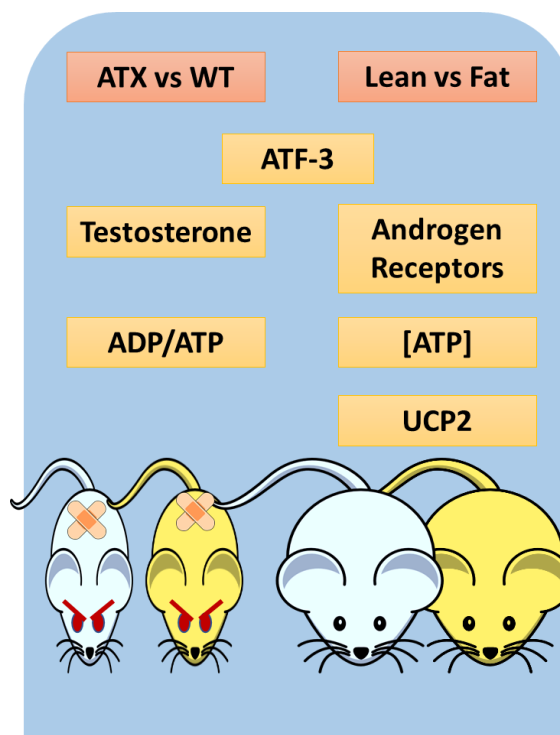 ATX vs WT
Lean vs Fat
ATF-3
Testosterone
Androgen
Receptors
ADP/ATP
[ATP]
UCP2